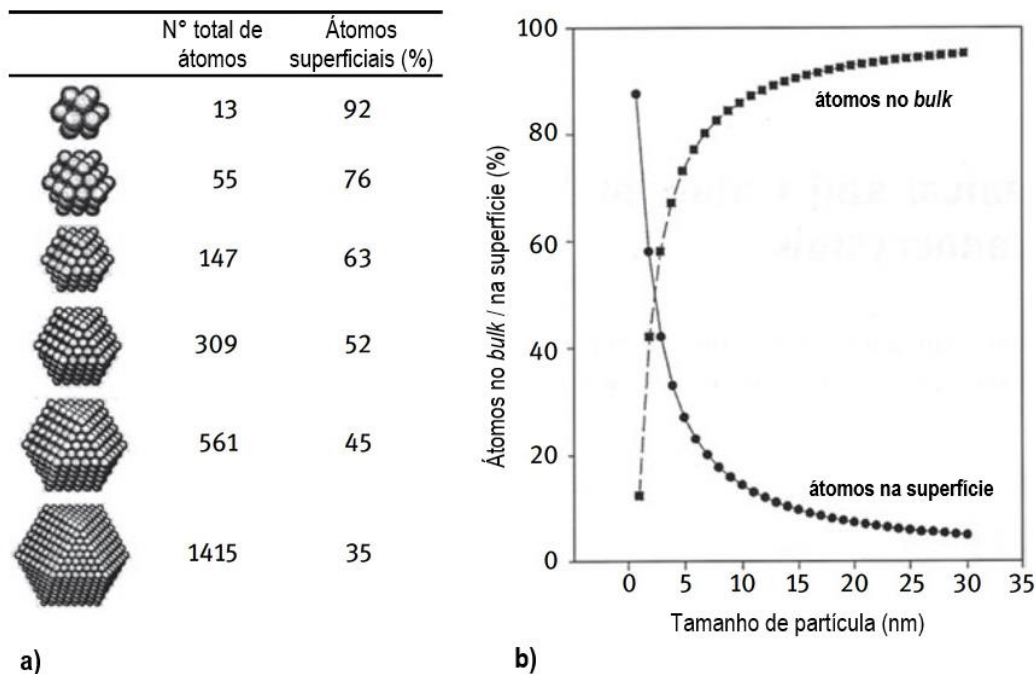 N° total de átomos
Átomos superficiais (%)
13 92
55 76
147 63
309 52
561 45
1415 35
a)
100
80
60
40
20
0
Átomos no bulk / na superfície (%)
átomos no bulk
átomos na superfície
0 5 10 15 20 25 30 35
Tamanho de partícula (nm)
b)